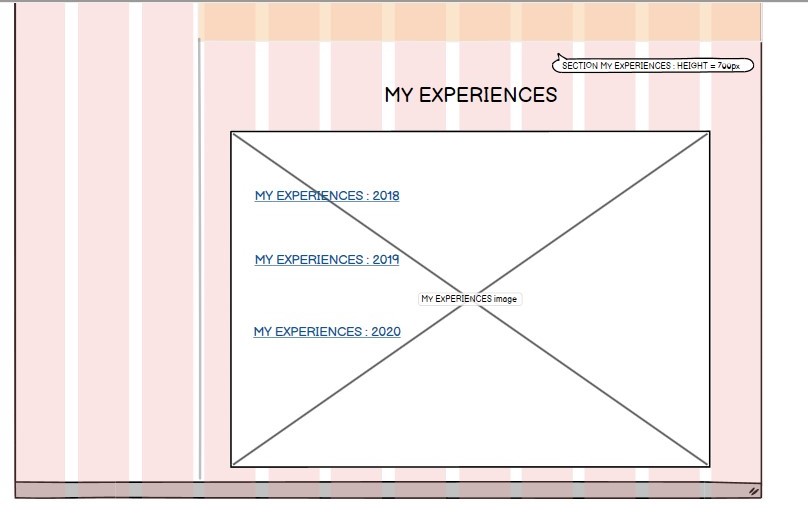 SECTION MY EXPERIENCES : HEIGHT = 700px
MY EXPERIENCES
MY EXPERIENCES : 2018
MY EXPERIENCES : 2019
MY EXPERIENCES image
MY EXPERIENCES : 2020